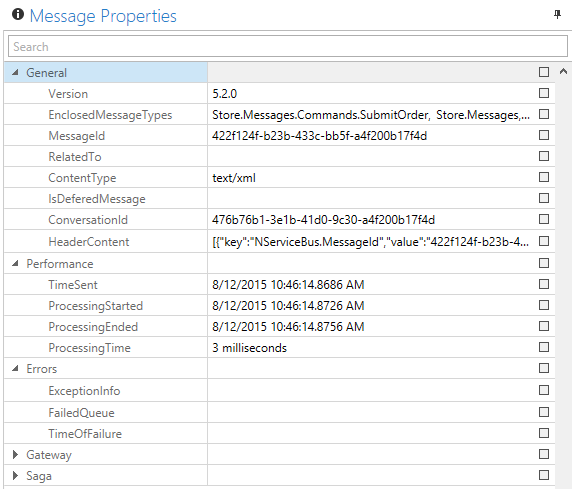 Message Properties
Search
General
Version 5.2.0
EnclosedMessageTypes Store.Messages.Commands.SubmitOrder, Store.Messages,...
MessageId 422f124f-b23b-433c-bb5f-a4f200b17f4d
RelatedTo
ContentType text/xml
IsDeferedMessage
ConversationId 476b76b1-3e1b-41d0-9c30-a4f200b17f4d
HeaderContent [{"key":"NServiceBus.MessageId","value":"422f124f-b23b-4...
Performance
TimeSent 8/12/2015 10:46:14.8686 AM
ProcessingStarted 8/12/2015 10:46:14.8726 AM
ProcessingEnded 8/12/2015 10:46:14.8756 AM
ProcessingTime 3 milliseconds
Errors
ExceptionInfo
FailedQueue
TimeOfFailure
Gateway
Saga